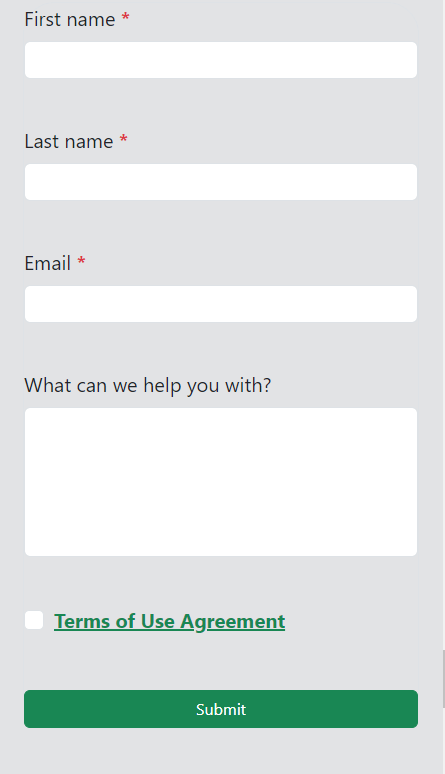 First name *
Last name *
Email *
What can we help you with?
Terms of Use Agreement
Submit